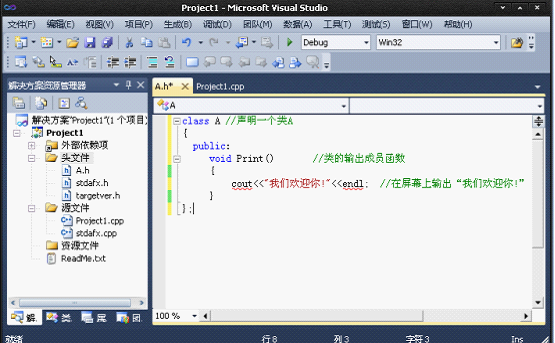 Project1 - Microsoft Visual Studio
文件(F) 编辑(E) 视图(V) 项目(P) 生成(B) 调试(D) 团队(M) 数据(A) 工具(T) 测试(S) 窗口(W) 帮助(H)
Debug Win32
解决方案资源管理器
解决方案"Project1"(1 个项目)
Project1
外部依赖项
头文件
A.h
stdafx.h
targetver.h
源文件
Project1.cpp
stdafx.cpp
资源文件
ReadMe.txt
解. 类. 属. 团.
A.h* Project1.cpp
A
class A //声明一个类A
{
public:
void Print() //类的输出成员函数
{
cout<<"我们欢迎你!"<<endl; //在屏幕上输出“我们欢迎你!”
}
};
100 %
就绪 行 8 列 3 字符 3 Ins